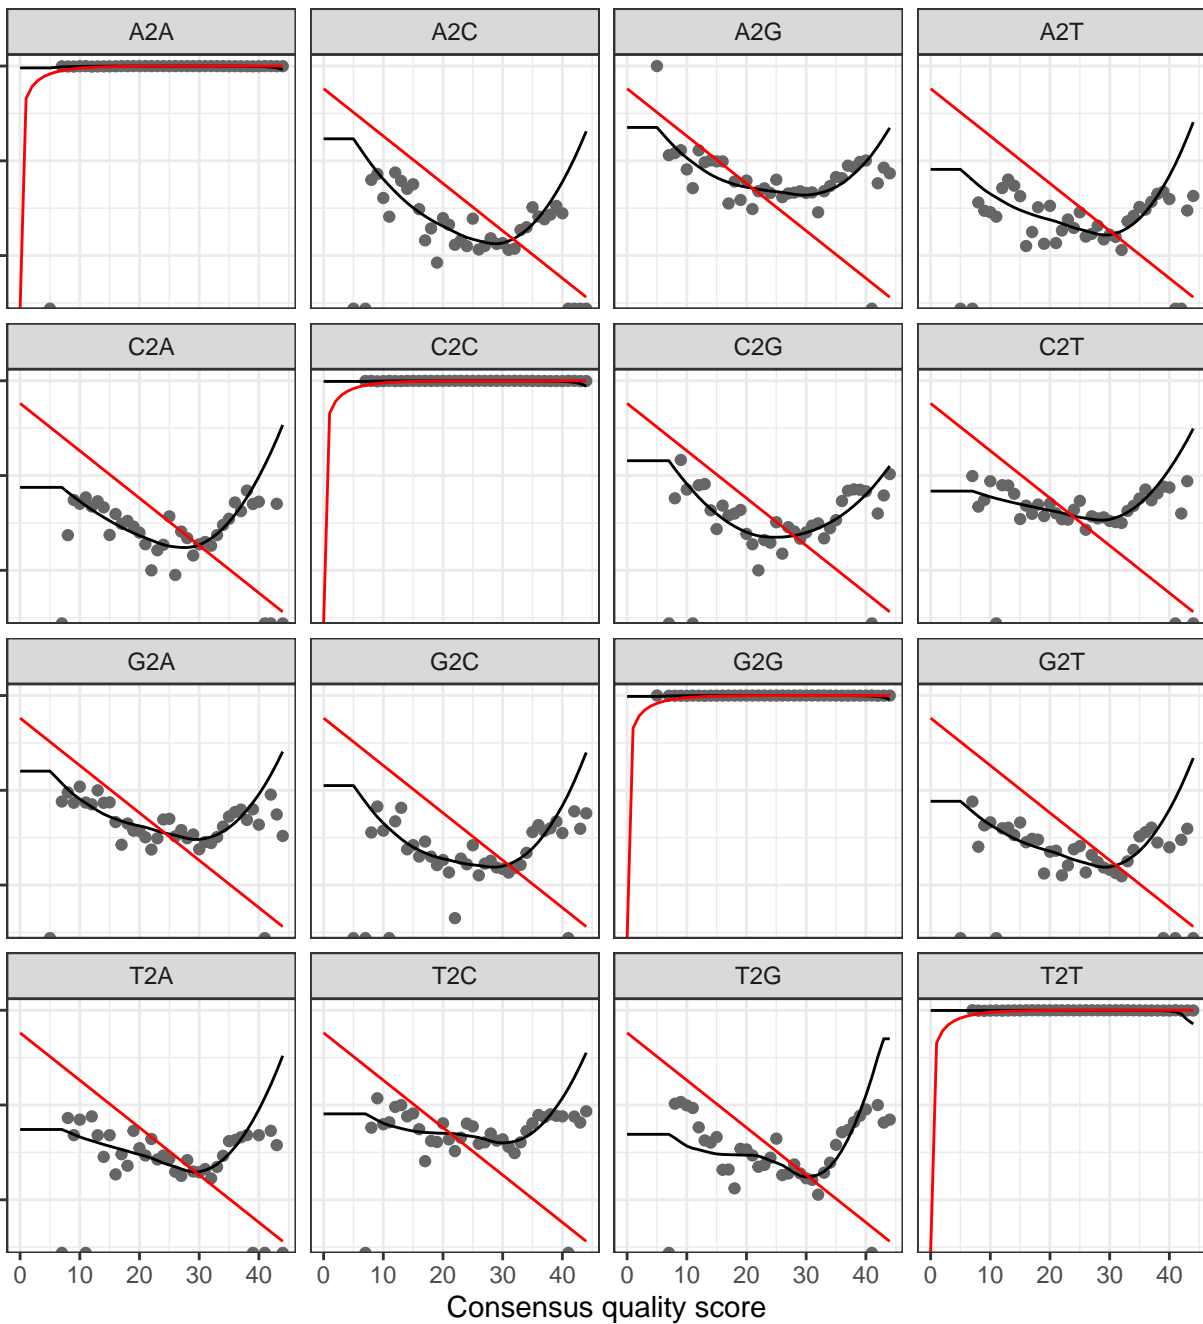 A2A A2C A2G A2T
C2A C2C C2G C2T
G2A G2C G2G G2T
T2A T2C T2G T2T
0 10 20 30 40 0 10 20 30 40 0 10 20 30 40 0 10 20 30 40
Consensus quality score